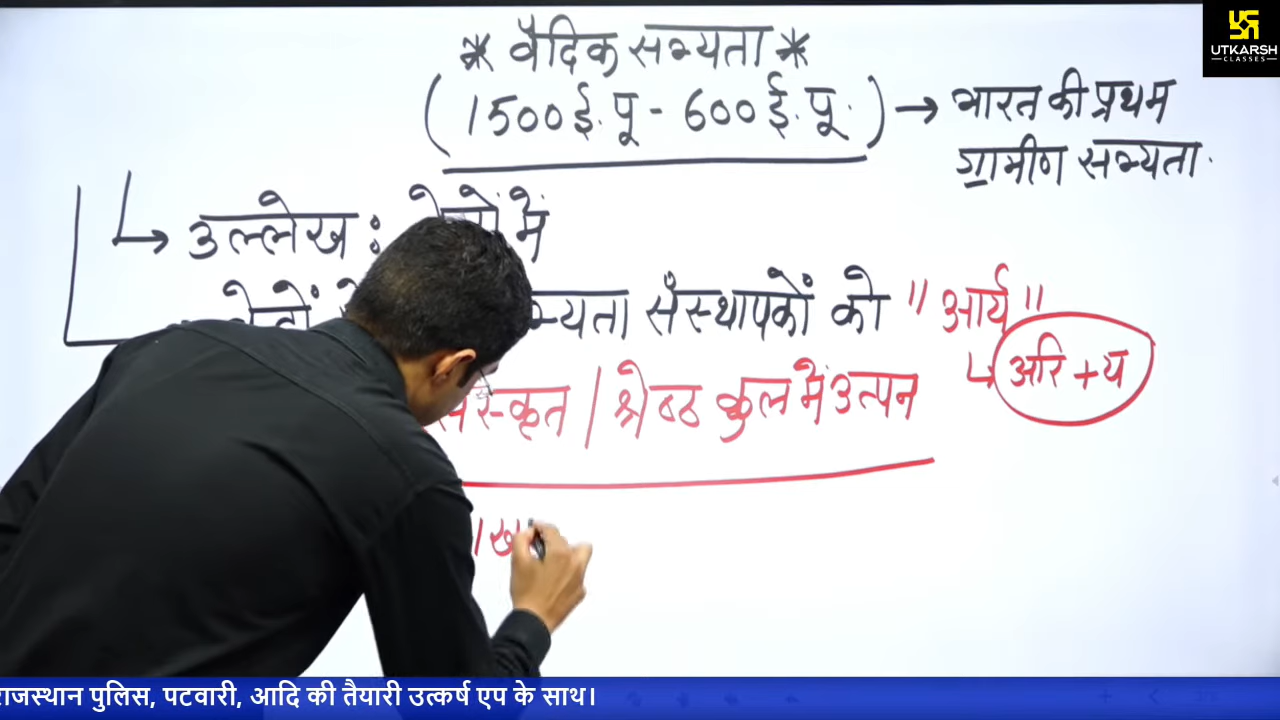 * वैदिक सभ्यता *
(1500 ई. पू - 600 ई. पू.) → भारत की प्रथम
ग्रामीण सभ्यता.
↳ उल्लेख : में
सभ्यता संस्थापकों को "आर्य"
↳ अरि + य
संस्कृत / श्रेष्ठ कुल में उत्पन
UTKARSH
CLASSES
राजस्थान पुलिस, पटवारी, आदि की तैयारी उत्कर्ष एप के साथ।